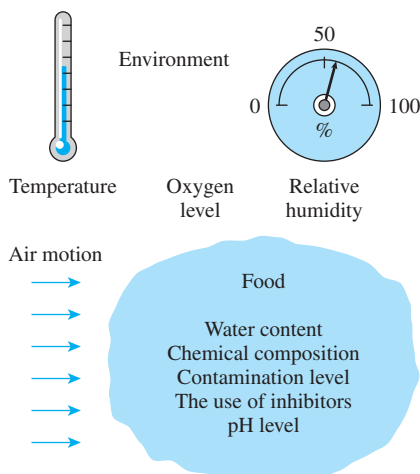 Environment
50
0
100
%
Temperature
Oxygen
level
Relative
humidity
Air motion
Food
Water content
Chemical composition
Contamination level
The use of inhibitors
pH level